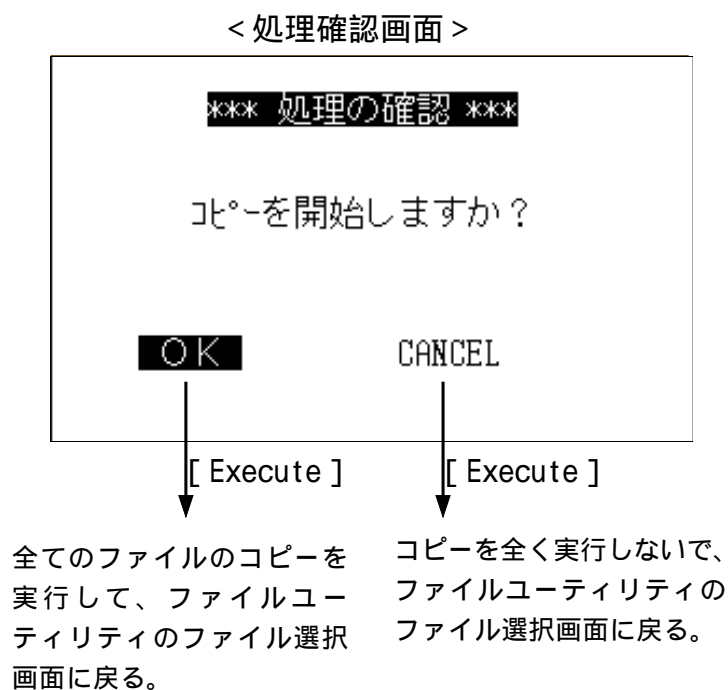 <処理確認画面>
*** 処理の確認 ***
ｺﾋﾟｰを開始しますか？
ＯＫ
CANCEL
[Execute]
[Execute]
全てのファイルのコピーを
実行して、ファイルユー
ティリティのファイル選択
画面に戻る。
コピーを全く実行しないで、
ファイルユーティリティの
ファイル選択画面に戻る。